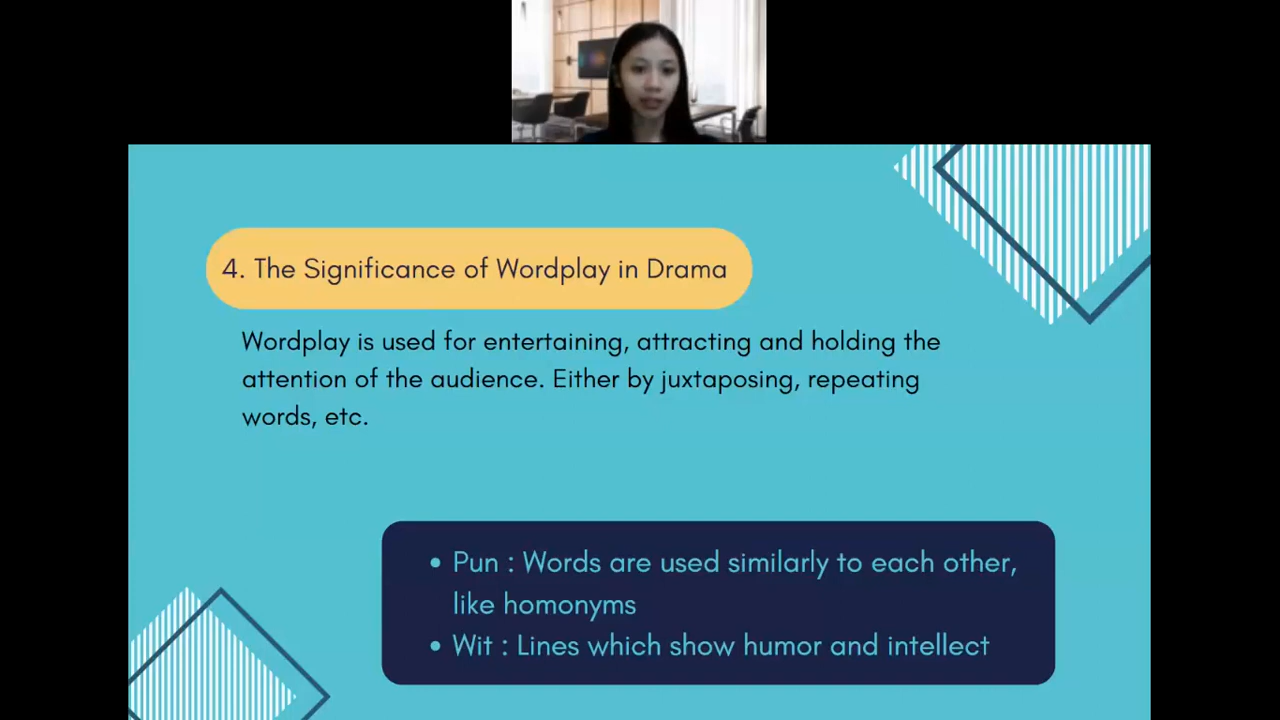 4. The Significance of Wordplay in Drama
Wordplay is used for entertaining, attracting and holding the
attention of the audience. Either by juxtaposing, repeating
words, etc.
• Pun : Words are used similarly to each other,
like homonyms
• Wit : Lines which show humor and intellect